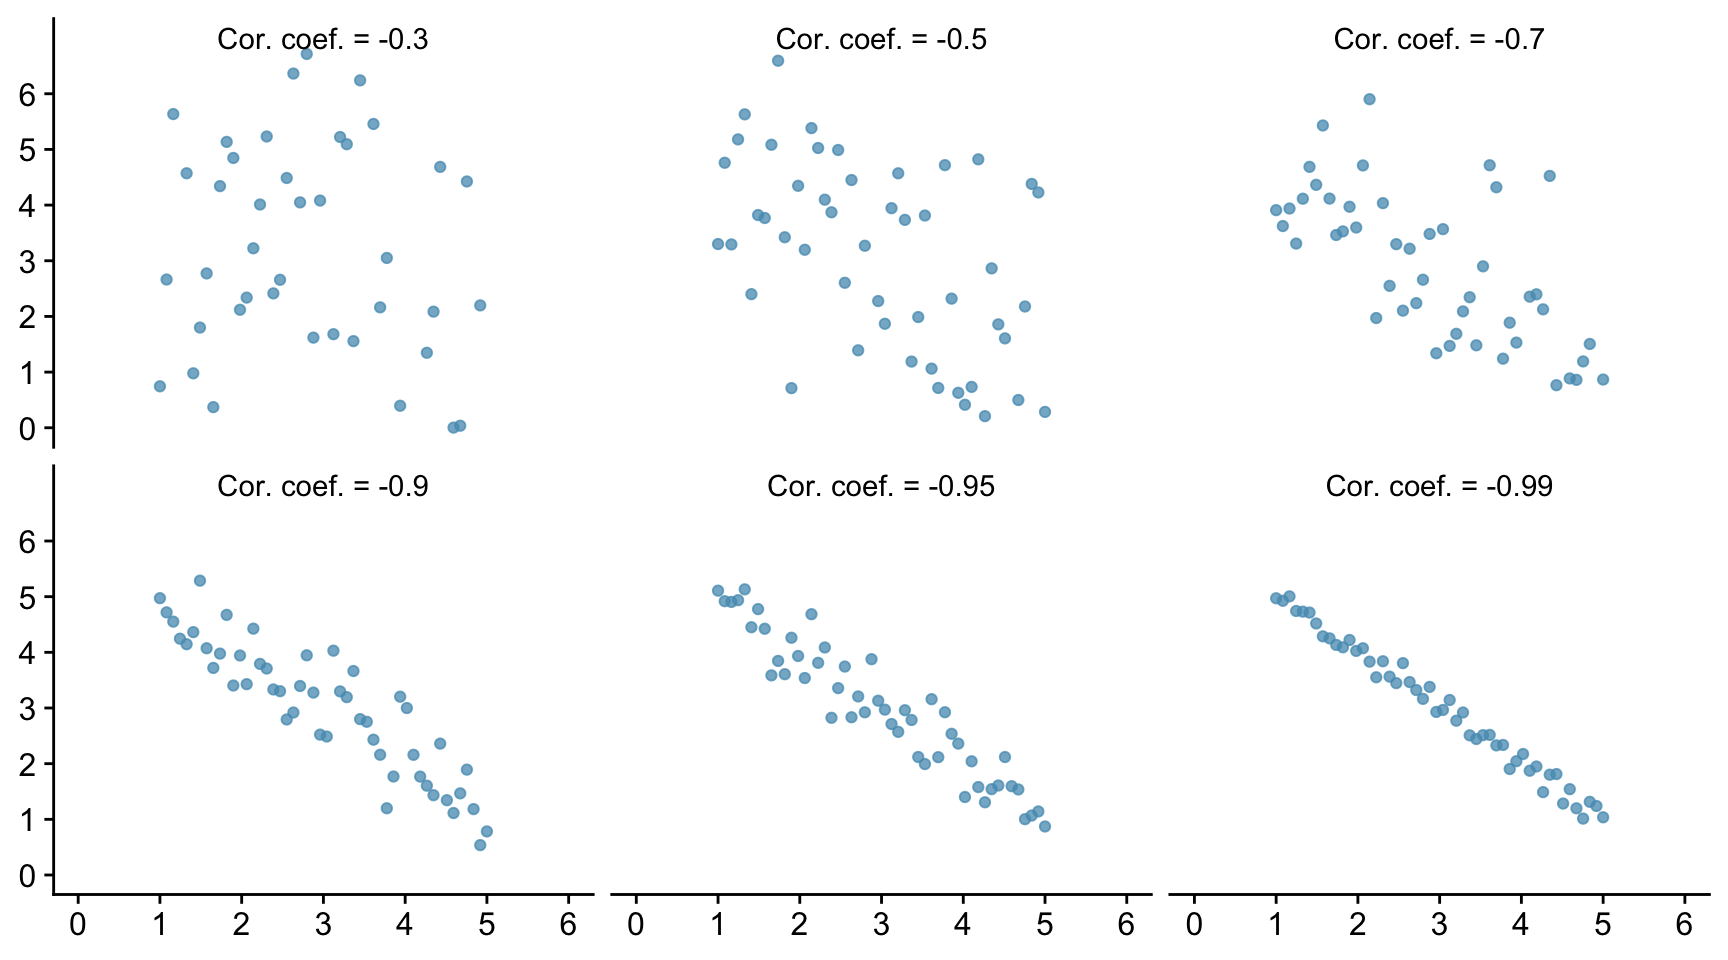 Cor. coef. = -0.3
Cor. coef. = -0.5
Cor. coef. = -0.7
6
5
4
3
2
1
0
Cor. coef. = -0.9
Cor. coef. = -0.95
Cor. coef. = -0.99
6
5
4
3
2
1
0
0 1 2 3 4 5 6
0 1 2 3 4 5 6
0 1 2 3 4 5 6